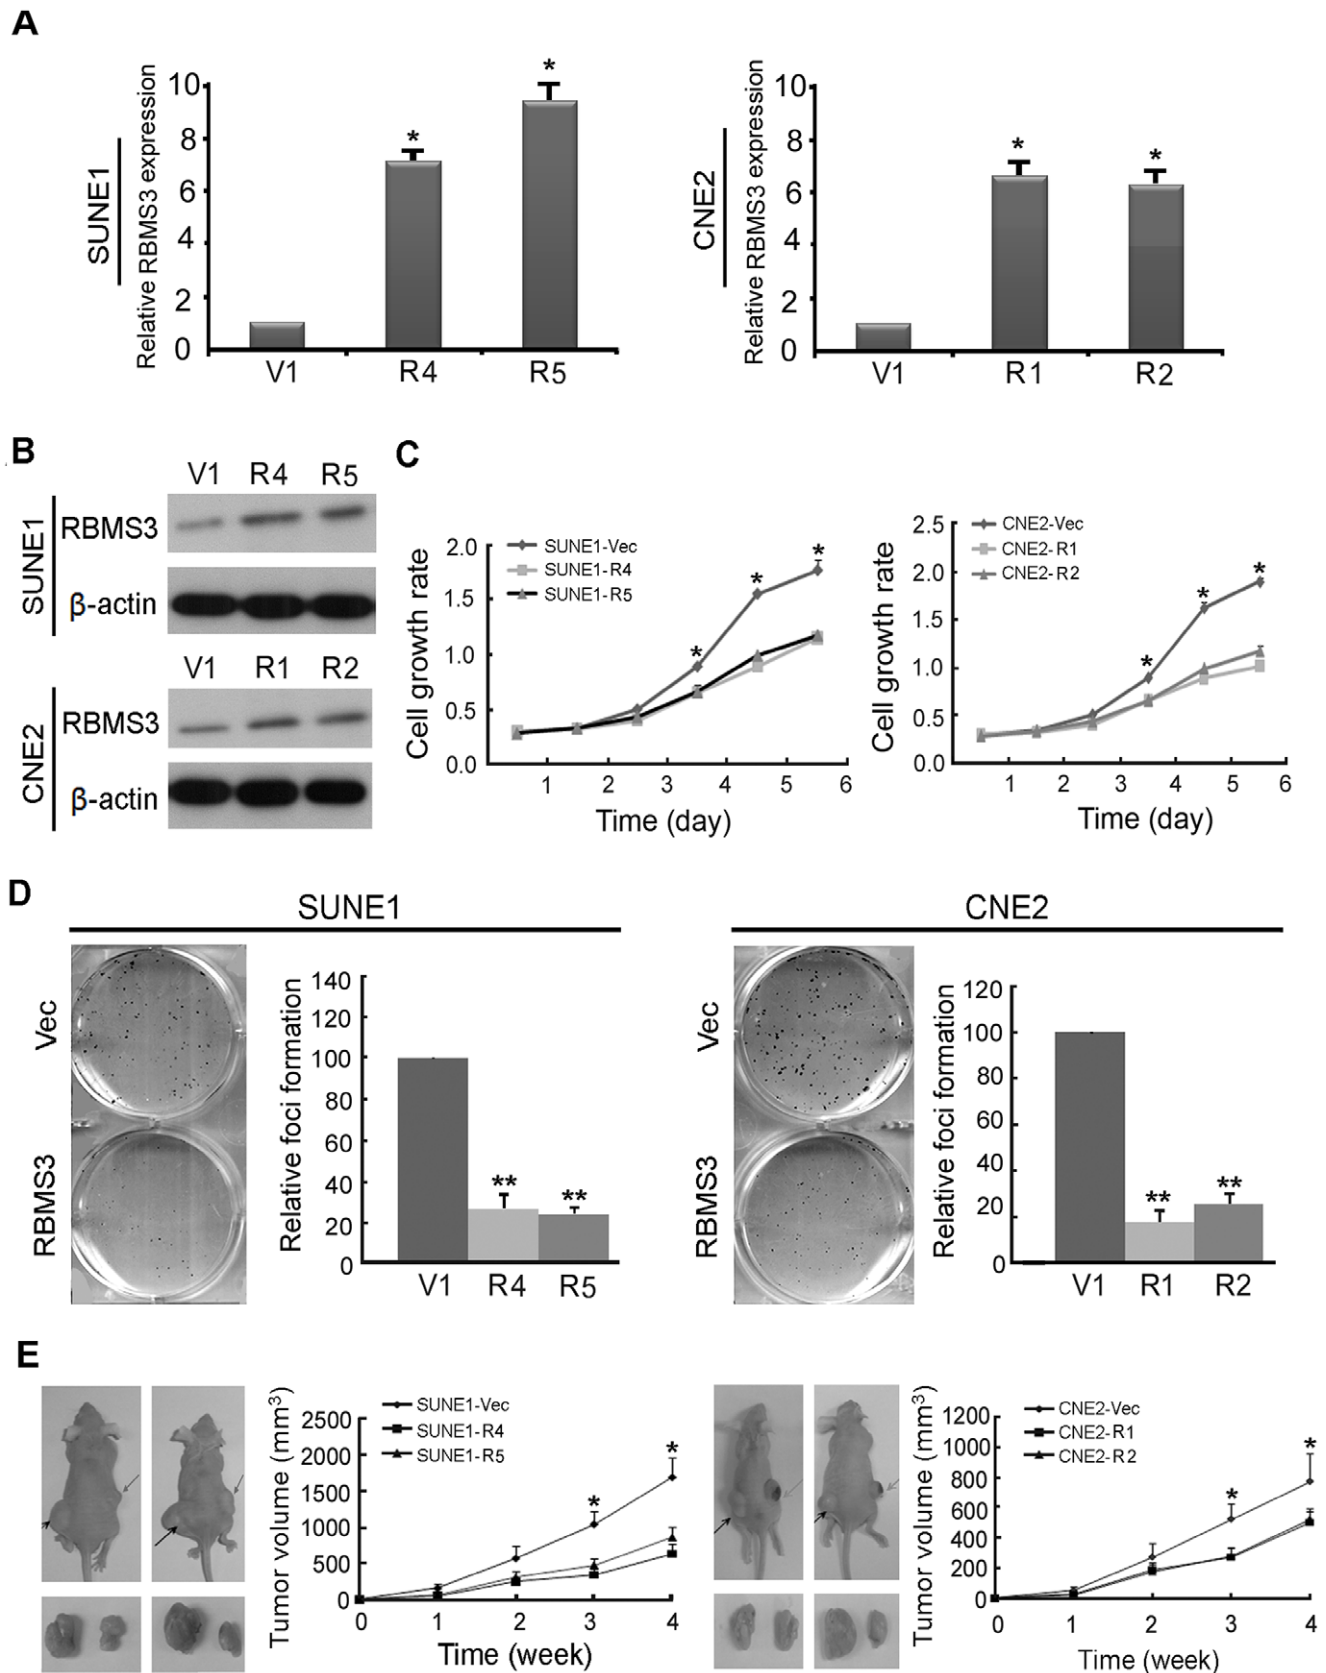 A
SUNE1
Relative RBMS3 expression
10
8
6
4
2
0
*
*
V1 R4 R5
CNE2
Relative RBMS3 expression
10
8
6
4
2
0
*
*
V1 R1 R2
B
V1 R4 R5
SUNE1
RBMS3
β-actin
V1 R1 R2
CNE2
RBMS3
β-actin
C
Cell growth rate
2.0
1.5
1.0
0.5
0.0
SUNE1-Vec
SUNE1-R4
SUNE1-R5
*
*
*
1 2 3 4 5 6
Time (day)
Cell growth rate
2.5
2.0
1.5
1.0
0.5
0.0
CNE2-Vec
CNE2-R1
CNE2-R2
*
*
*
1 2 3 4 5 6
Time (day)
D
SUNE1
Vec
RBMS3
Relative foci formation
140
120
100
80
60
40
20
0
**
**
V1 R4 R5
CNE2
Vec
RBMS3
Relative foci formation
120
100
80
60
40
20
0
**
**
V1 R1 R2
E
Tumor volume (mm3)
2500
2000
1500
1000
500
0
SUNE1-Vec
SUNE1-R4
SUNE1-R5
*
*
0 1 2 3 4
Time (week)
Tumor volume (mm3)
1200
1000
800
600
400
200
0
CNE2-Vec
CNE2-R1
CNE2-R2
*
*
0 1 2 3 4
Time (week)